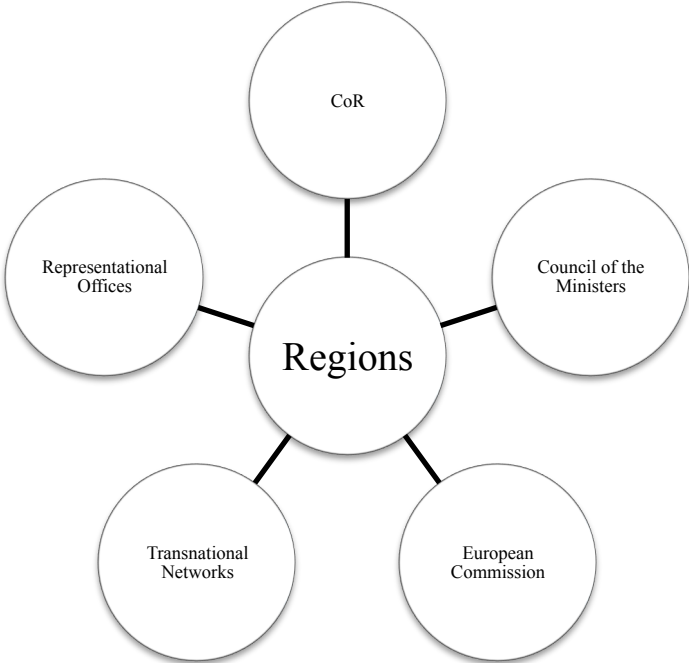 CoR
Representational
Offices
Council of the
Ministers
Regions
Transnational
Networks
European
Commission